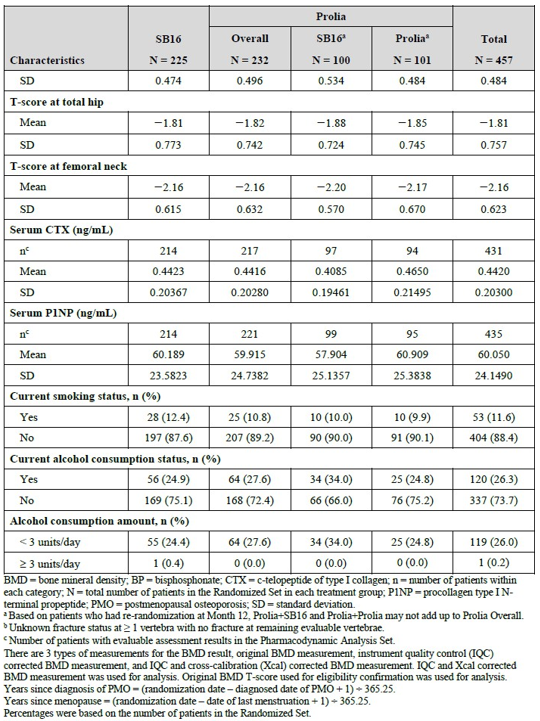 Prolia
Characteristics SB16 N = 225 Overall N = 232 SB16a N = 100 Proliaa N = 101 Total N = 457
SD 0.474 0.496 0.534 0.484 0.484
T-score at total hip
Mean −1.81 −1.82 −1.88 −1.85 −1.81
SD 0.773 0.742 0.724 0.745 0.757
T-score at femoral neck
Mean −2.16 −2.16 −2.20 −2.17 −2.16
SD 0.615 0.632 0.570 0.670 0.623
Serum CTX (ng/mL)
nc 214 217 97 94 431
Mean 0.4423 0.4416 0.4085 0.4650 0.4420
SD 0.20367 0.20280 0.19461 0.21495 0.20300
Serum P1NP (ng/mL)
nc 214 221 99 95 435
Mean 60.189 59.915 57.904 60.909 60.050
SD 23.5823 24.7382 25.1357 25.3838 24.1490
Current smoking status, n (%)
Yes 28 (12.4) 25 (10.8) 10 (10.0) 10 (9.9) 53 (11.6)
No 197 (87.6) 207 (89.2) 90 (90.0) 91 (90.1) 404 (88.4)
Current alcohol consumption status, n (%)
Yes 56 (24.9) 64 (27.6) 34 (34.0) 25 (24.8) 120 (26.3)
No 169 (75.1) 168 (72.4) 66 (66.0) 76 (75.2) 337 (73.7)
Alcohol consumption amount, n (%)
< 3 units/day 55 (24.4) 64 (27.6) 34 (34.0) 25 (24.8) 119 (26.0)
≥ 3 units/day 1 (0.4) 0 (0.0) 0 (0.0) 0 (0.0) 1 (0.2)
BMD = bone mineral density; BP = bisphosphonate; CTX = c-telopeptide of type I collagen; n = number of patients within
each category; N = total number of patients in the Randomized Set in each treatment group; P1NP = procollagen type I N-
terminal propeptide; PMO = postmenopausal osteoporosis; SD = standard deviation.
a Based on patients who had re-randomization at Month 12, Prolia+SB16 and Prolia+Prolia may not add up to Prolia Overall.
b Unknown fracture status at ≥ 1 vertebra with no fracture at remaining evaluable vertebrae.
c Number of patients with evaluable assessment results in the Pharmacodynamic Analysis Set.
There are 3 types of measurements for the BMD result, original BMD measurement, instrument quality control (IQC)
corrected BMD measurement, and IQC and cross-calibration (Xcal) corrected BMD measurement. IQC and Xcal corrected
BMD measurement was used for analysis. Original BMD T-score used for eligibility confirmation was used for analysis.
Years since diagnosis of PMO = (randomization date – diagnosed date of PMO + 1) ÷ 365.25.
Years since menopause = (randomization date – date of last menstruation + 1) ÷ 365.25.
Percentages were based on the number of patients in the Randomized Set.